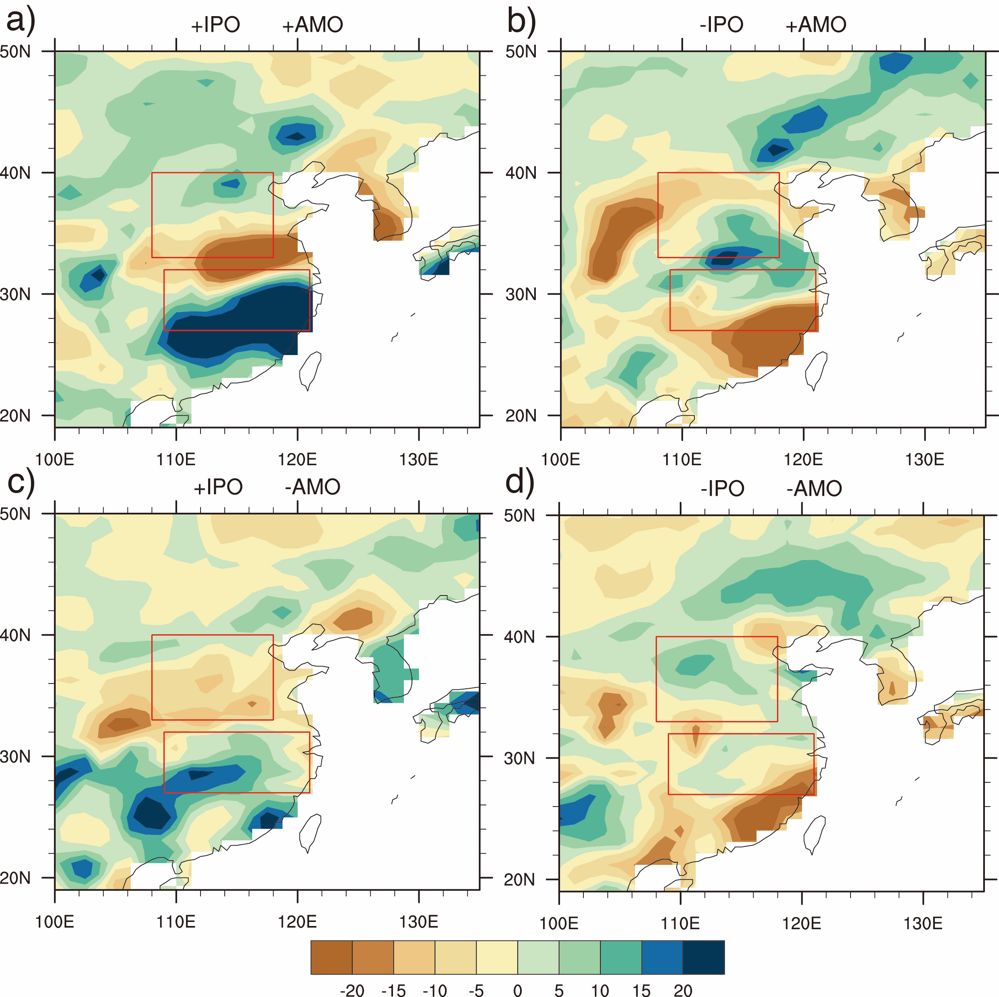 a) +IPO +AMO
b) -IPO +AMO
50N
40N
30N
20N
100E 110E 120E 130E
50N
40N
30N
20N
100E 110E 120E 130E
c) +IPO -AMO
d) -IPO -AMO
50N
40N
30N
20N
100E 110E 120E 130E
50N
40N
30N
20N
100E 110E 120E 130E
-20 -15 -10 -5 0 5 10 15 20